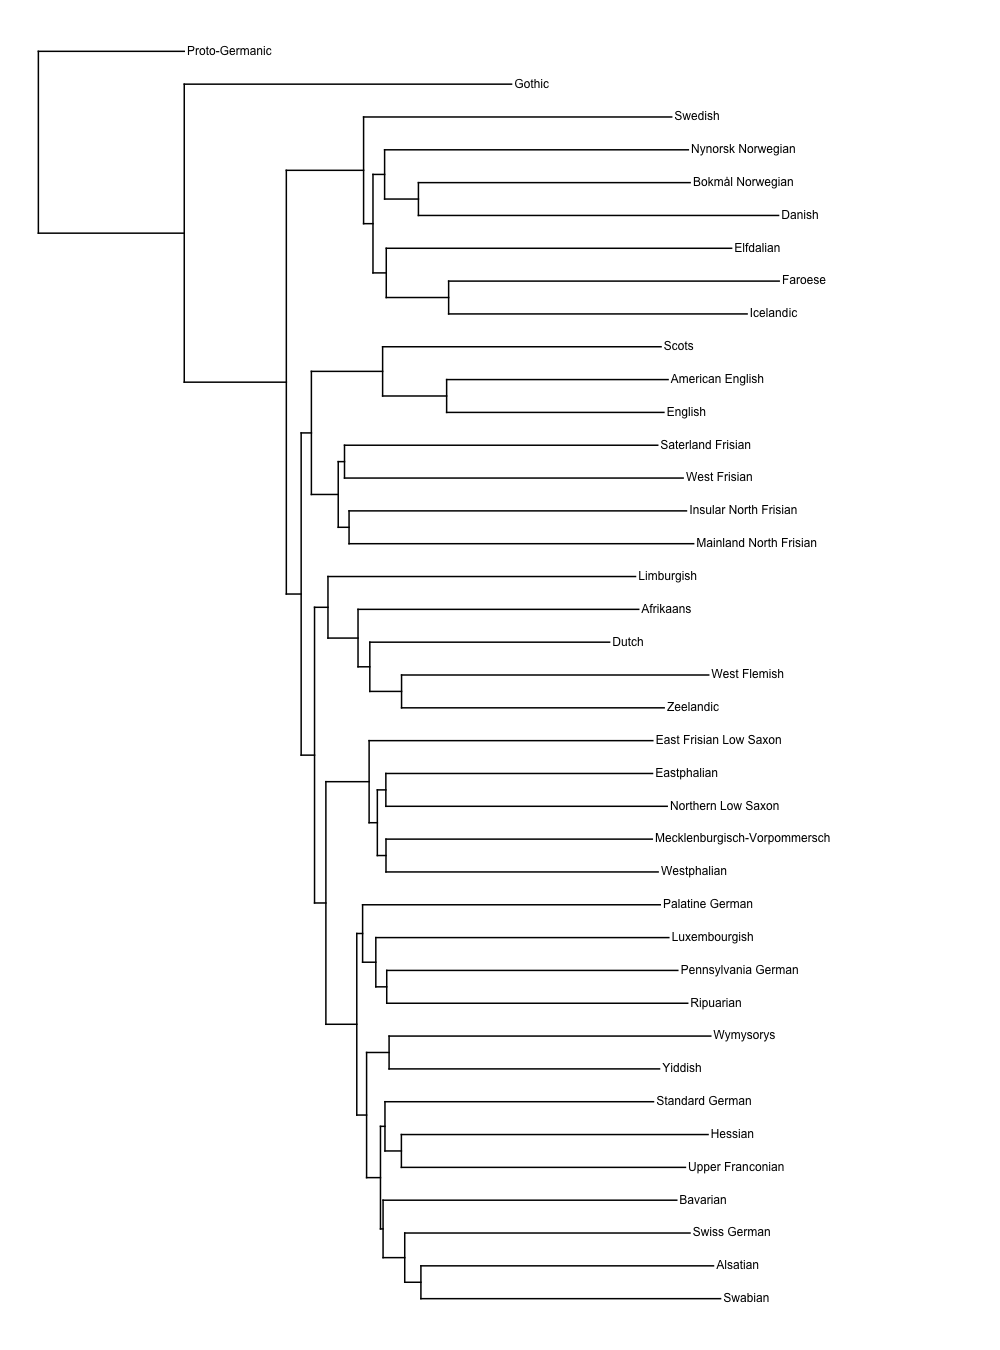 Proto-Germanic
Gothic
Swedish
Nynorsk Norwegian
Bokmål Norwegian
Danish
Elfdalian
Faroese
Icelandic
Scots
American English
English
Saterland Frisian
West Frisian
Insular North Frisian
Mainland North Frisian
Limburgish
Afrikaans
Dutch
West Flemish
Zeelandic
East Frisian Low Saxon
Eastphalian
Northern Low Saxon
Mecklenburgisch-Vorpommersch
Westphalian
Palatine German
Luxembourgish
Pennsylvania German
Ripuarian
Wymysorys
Yiddish
Standard German
Hessian
Upper Franconian
Bavarian
Swiss German
Alsatian
Swabian